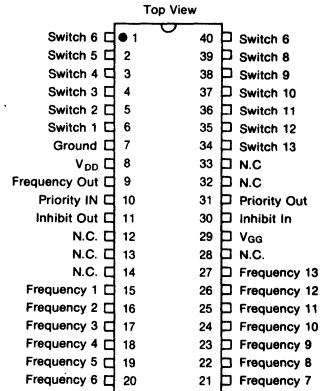 Top View
Switch 6 1 40 Switch 6
Switch 5 2 39 Switch 8
Switch 4 3 38 Switch 9
Switch 3 4 37 Switch 10
Switch 2 5 36 Switch 11
Switch 1 6 35 Switch 12
Ground 7 34 Switch 13
VDD 8 33 N.C
Frequency Out 9 32 N.C
Priority IN 10 31 Priority Out
Inhibit Out 11 30 Inhibit In
N.C. 12 29 VGG
N.C. 13 28 N.C.
N.C. 14 27 Frequency 13
Frequency 1 15 26 Frequency 12
Frequency 2 16 25 Frequency 11
Frequency 3 17 24 Frequency 10
Frequency 4 18 23 Frequency 9
Frequency 5 19 22 Frequency 8
Frequency 6 20 21 Frequency 7